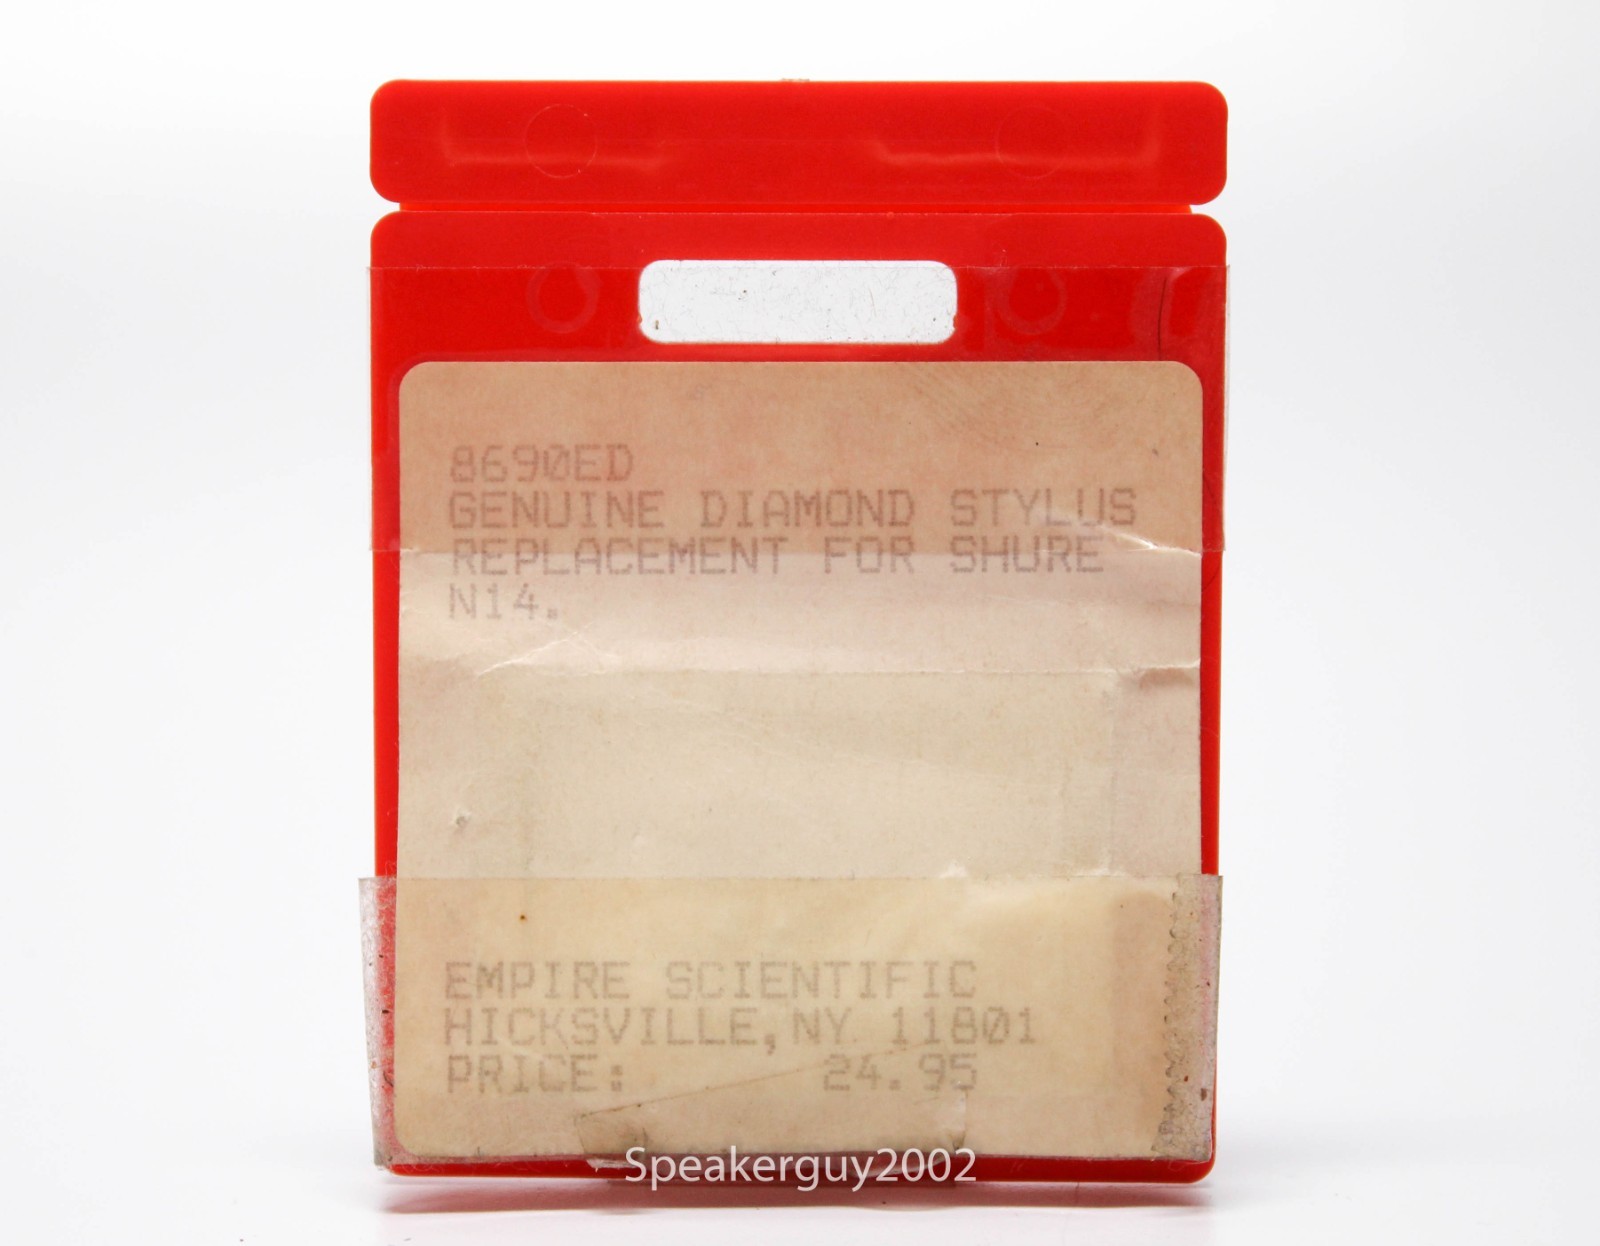 8690ED
GENUINE DIAMOND STYLUS
REPLACEMENT FOR SHURE
N14.
EMPIRE SCIENTIFIC
HICKSVILLE,NY 11801
PRICE: 24.95
Speakerguy2002